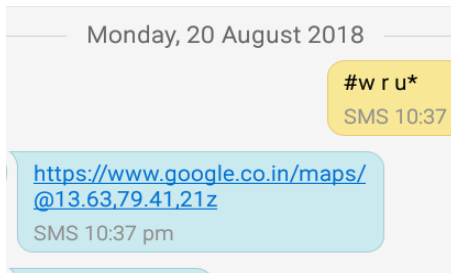 Monday, 20 August 2018
#w r u*
SMS 10:37
https://www.google.co.in/maps/
@13.63,79.41,21z
SMS 10:37 pm